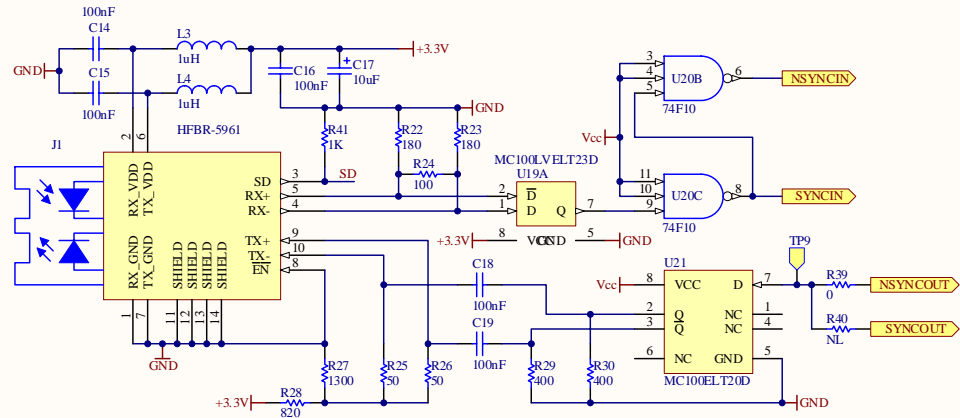 100nF
C14
L3
1uH
GND
C15
100nF
L4
1uH
C16
100nF
C17
10uF
+3.3V
GND
J1
HFBR-5961
2
6
RX_VDD
TX_VDD
SD
RX+
RX-
TX+
TX-
EN
RX_GND
TX_GND
SHIELD
SHIELD
SHIELD
SHIELD
3
5
4
9
10
8
1
7
11
12
13
14
GND
R41
1K
SD
R22
180
R23
180
R24
100
MC100LVELT23D
U19A
2
D
1
D
Q
7
+3.3V
8
VCC
GND
5
GND
3
4
5
U20B
6
74F10
NSYNCIN
Vcc
11
10
9
U20C
8
74F10
SYNCIN
C18
100nF
C19
100nF
R27
1300
R25
50
R26
50
+3.3V
R28
820
R29
400
R30
400
U21
Vcc
8
VCC
D
7
2
Q
NC
1
3
Q
NC
4
6
NC
GND
5
MC100ELT20D
GND
TP9
R39
0
NSYNCOUT
R40
NL
SYNCOUT